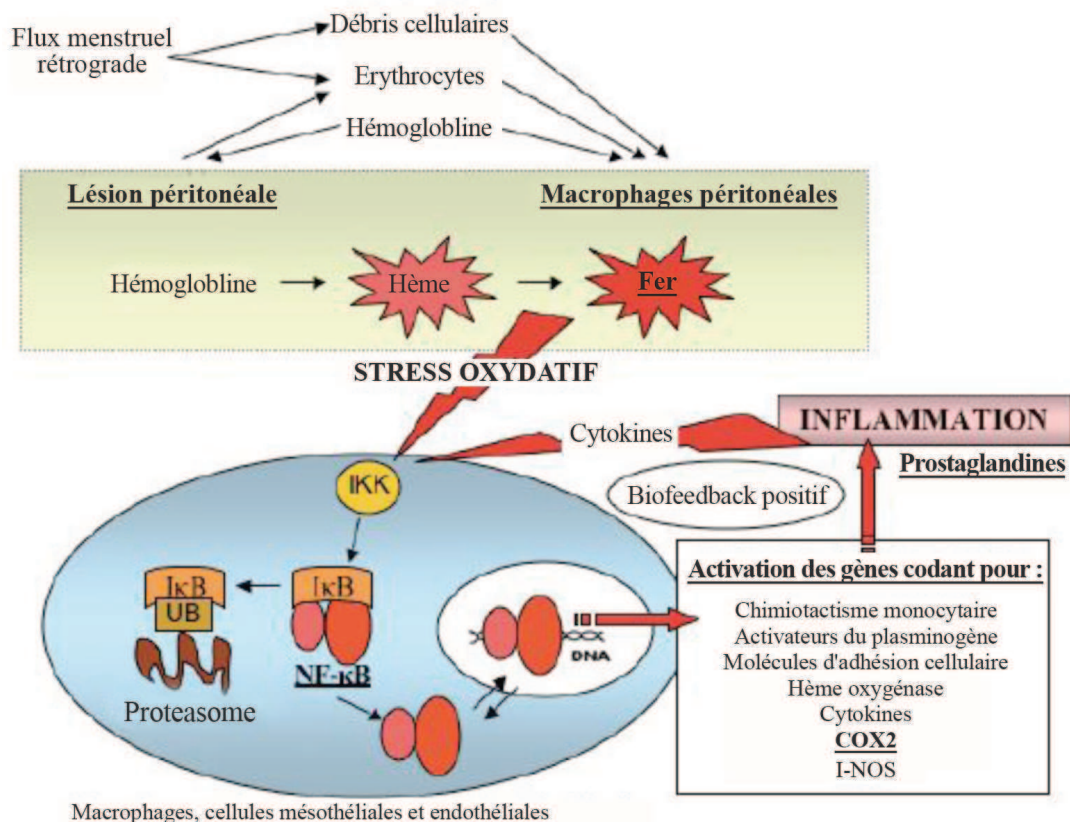 Flux menstruel
rétrograde
Débris cellulaires
Erythrocytes
Hémoglobline
Lésion péritonéale
Macrophages péritonéales
Hémoglobline
Hème
Fer
STRESS OXYDATIF
Cytokines
INFLAMMATION
Prostaglandines
Biofeedback positif
IKK
IκB
UB
IκB
NF-κB
Proteasome
DNA
Activation des gènes codant pour :
Chimiotactisme monocytaire
Activateurs du plasminogène
Molécules d'adhésion cellulaire
Hème oxygénase
Cytokines
COX2
I-NOS
Macrophages, cellules mésothéliales et endothéliales